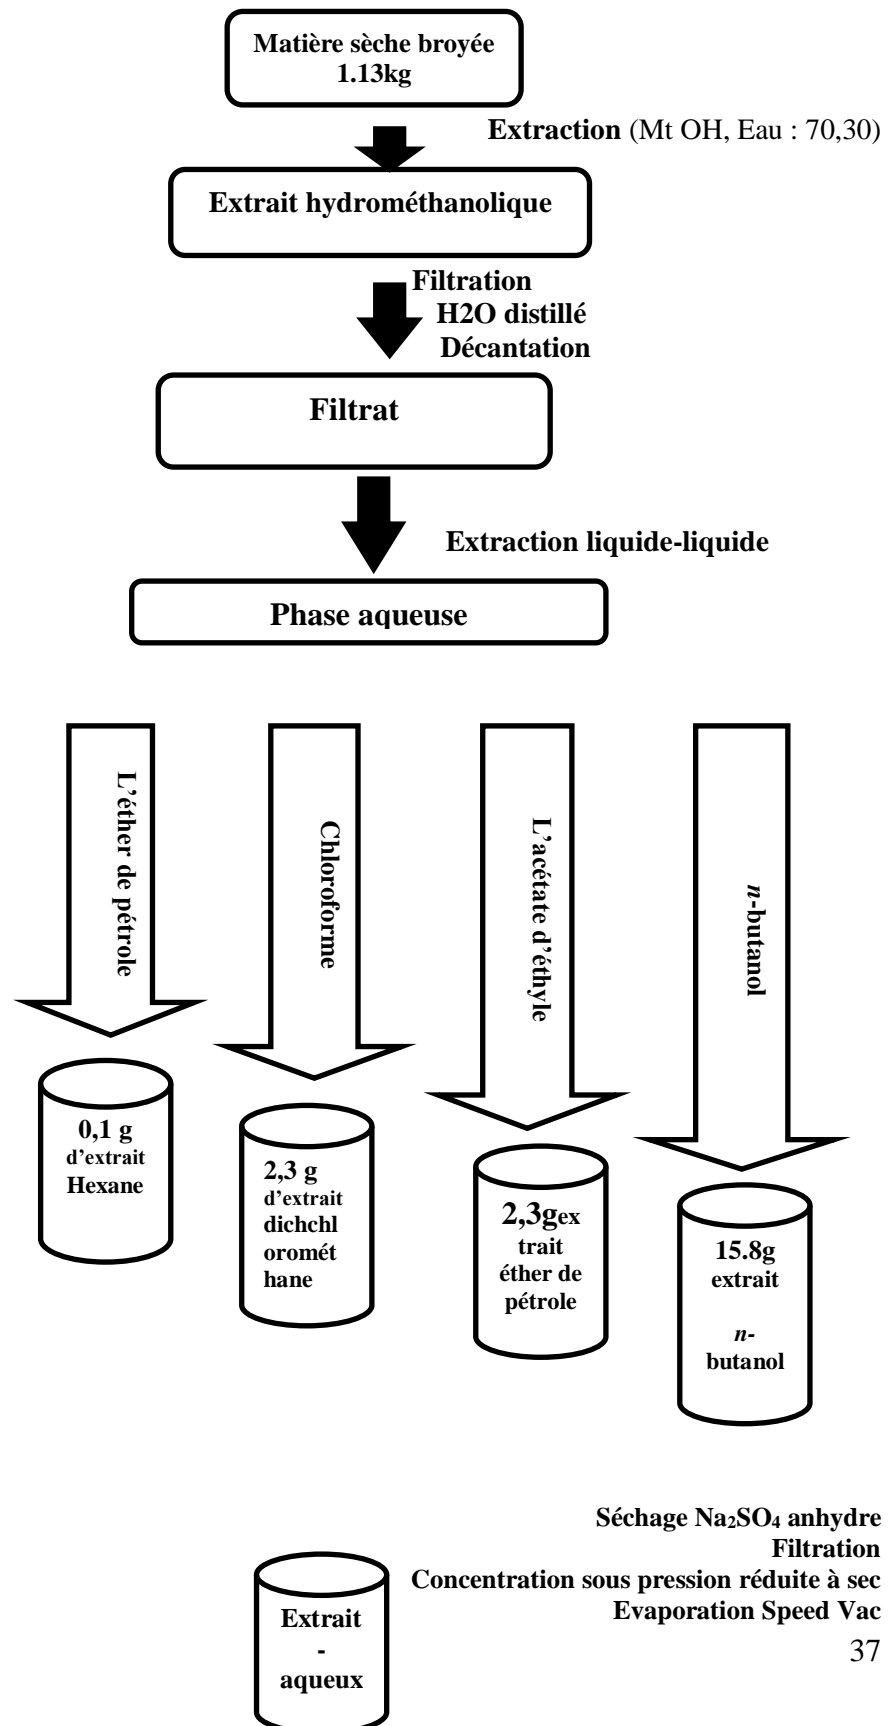 Matière sèche broyée
1.13kg
Extraction (Mt OH, Eau : 70,30)
Extrait hydrométhanolique
Filtration
H2O distillé
Décantation
Filtrat
Extraction liquide-liquide
Phase aqueuse
L’éther de pétrole
Chloroforme
L’acétate d’éthyle
n-butanol
0,1 g
d’extrait
Hexane
2,3 g
d’extrait
dichchl
oromét
hane
2,3gex
trait
éther de
pétrole
15.8g
extrait
n-
butanol
Séchage Na₂SO₄ anhydre
Filtration
Concentration sous pression réduite à sec
Evaporation Speed Vac
Extrait
-
aqueux
37